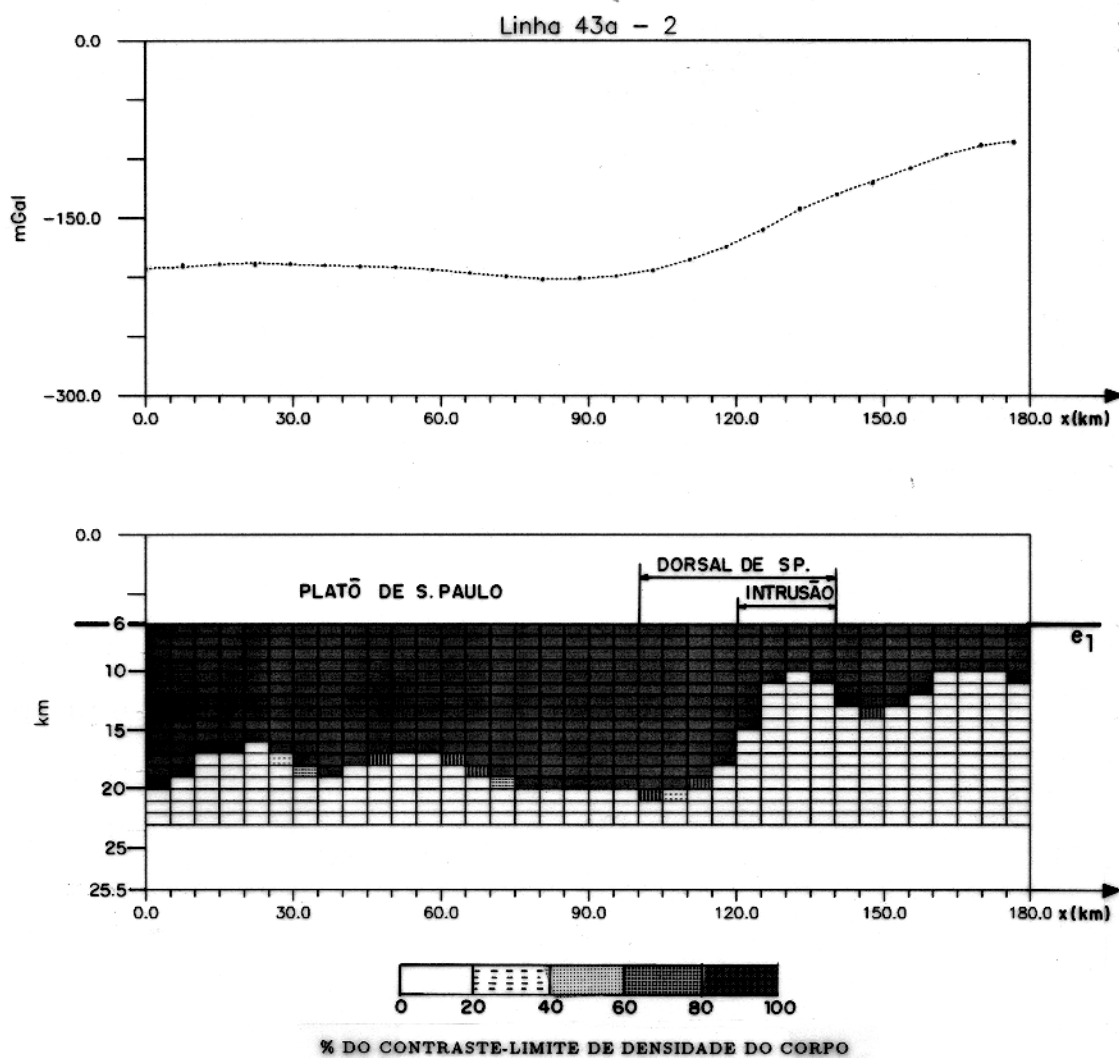 Linha 43a - 2
0.0
mGal
-150.0
-300.0
0.0 30.0 60.0 90.0 120.0 150.0 180.0 x(km)
0.0
DORSAL DE SP.
PLATÕ DE S. PAULO
INTRUSÃO
6
e1
10
km
15
20
25
25.5
0.0 30.0 60.0 90.0 120.0 150.0 180.0 x(km)
0 20 40 60 80 100
% DO CONTRASTE-LIMITE DE DENSIDADE DO CORPO